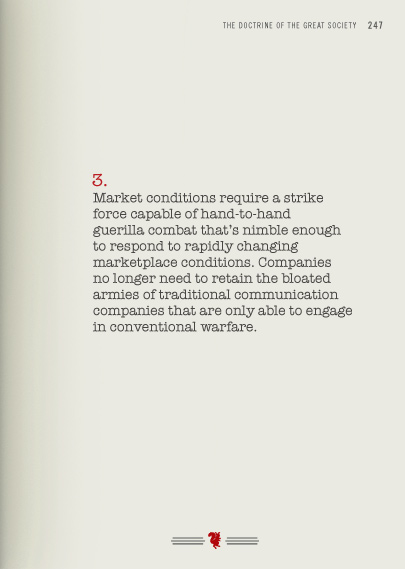 THE DOCTRINE OF THE GREAT SOCIETY 247
3.
Market conditions require a strike
force capable of hand-to-hand
guerilla combat that's nimble enough
to respond to rapidly changing
marketplace conditions. Companies
no longer need to retain the bloated
armies of traditional communication
companies that are only able to engage
in conventional warfare.